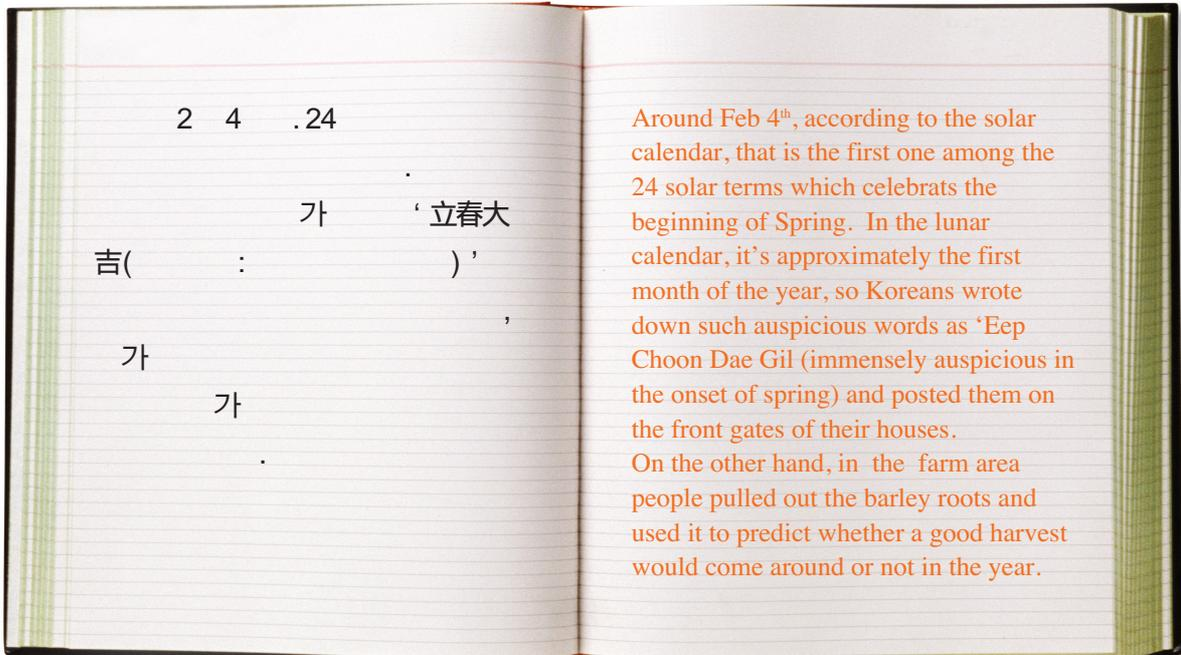 2 4 .24
.
가 ‘ 立春大
吉( : ) ’
,
가
가
.
Around Feb 4th, according to the solar
calendar, that is the first one among the
24 solar terms which celebrats the
beginning of Spring. In the lunar
calendar, it’s approximately the first
month of the year, so Koreans wrote
down such auspicious words as ‘Eep
Choon Dae Gil (immensely auspicious in
the onset of spring) and posted them on
the front gates of their houses.
On the other hand, in the farm area
people pulled out the barley roots and
used it to predict whether a good harvest
would come around or not in the year.